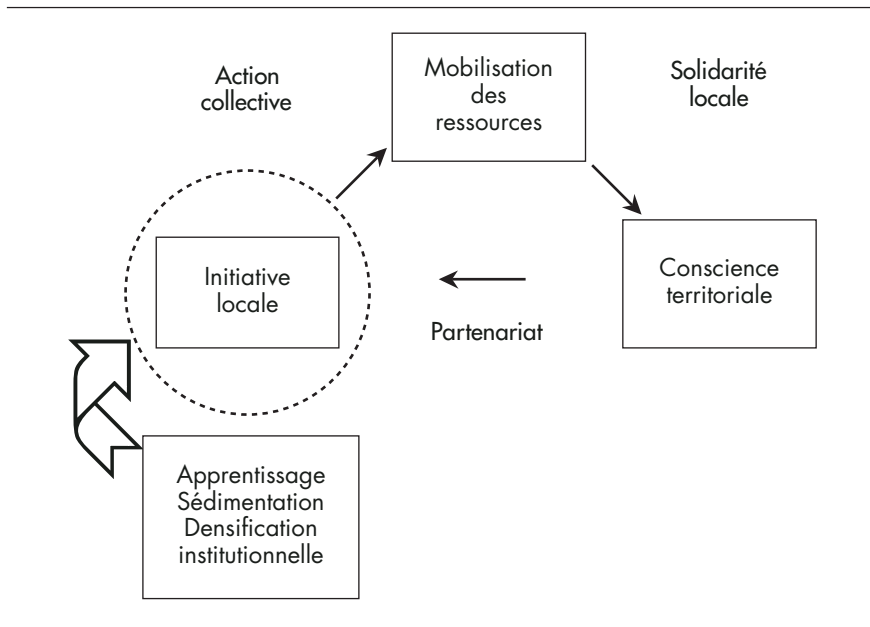 Action
collective
Mobilisation
des
ressources
Solidarité
locale
Initiative
locale
Partenariat
Conscience
territoriale
Apprentissage
Sédimentation
Densification
institutionnelle